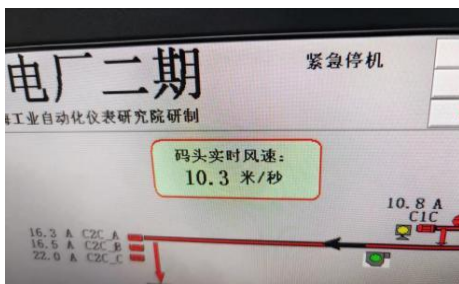 电厂二期
紧急停机
工业自动化仪表研究院研制
码头实时风速:
10.3 米/秒
10.8 A
C1C
16.3 A C2C_A
16.5 A C2C_B
22.0 A C2C_C